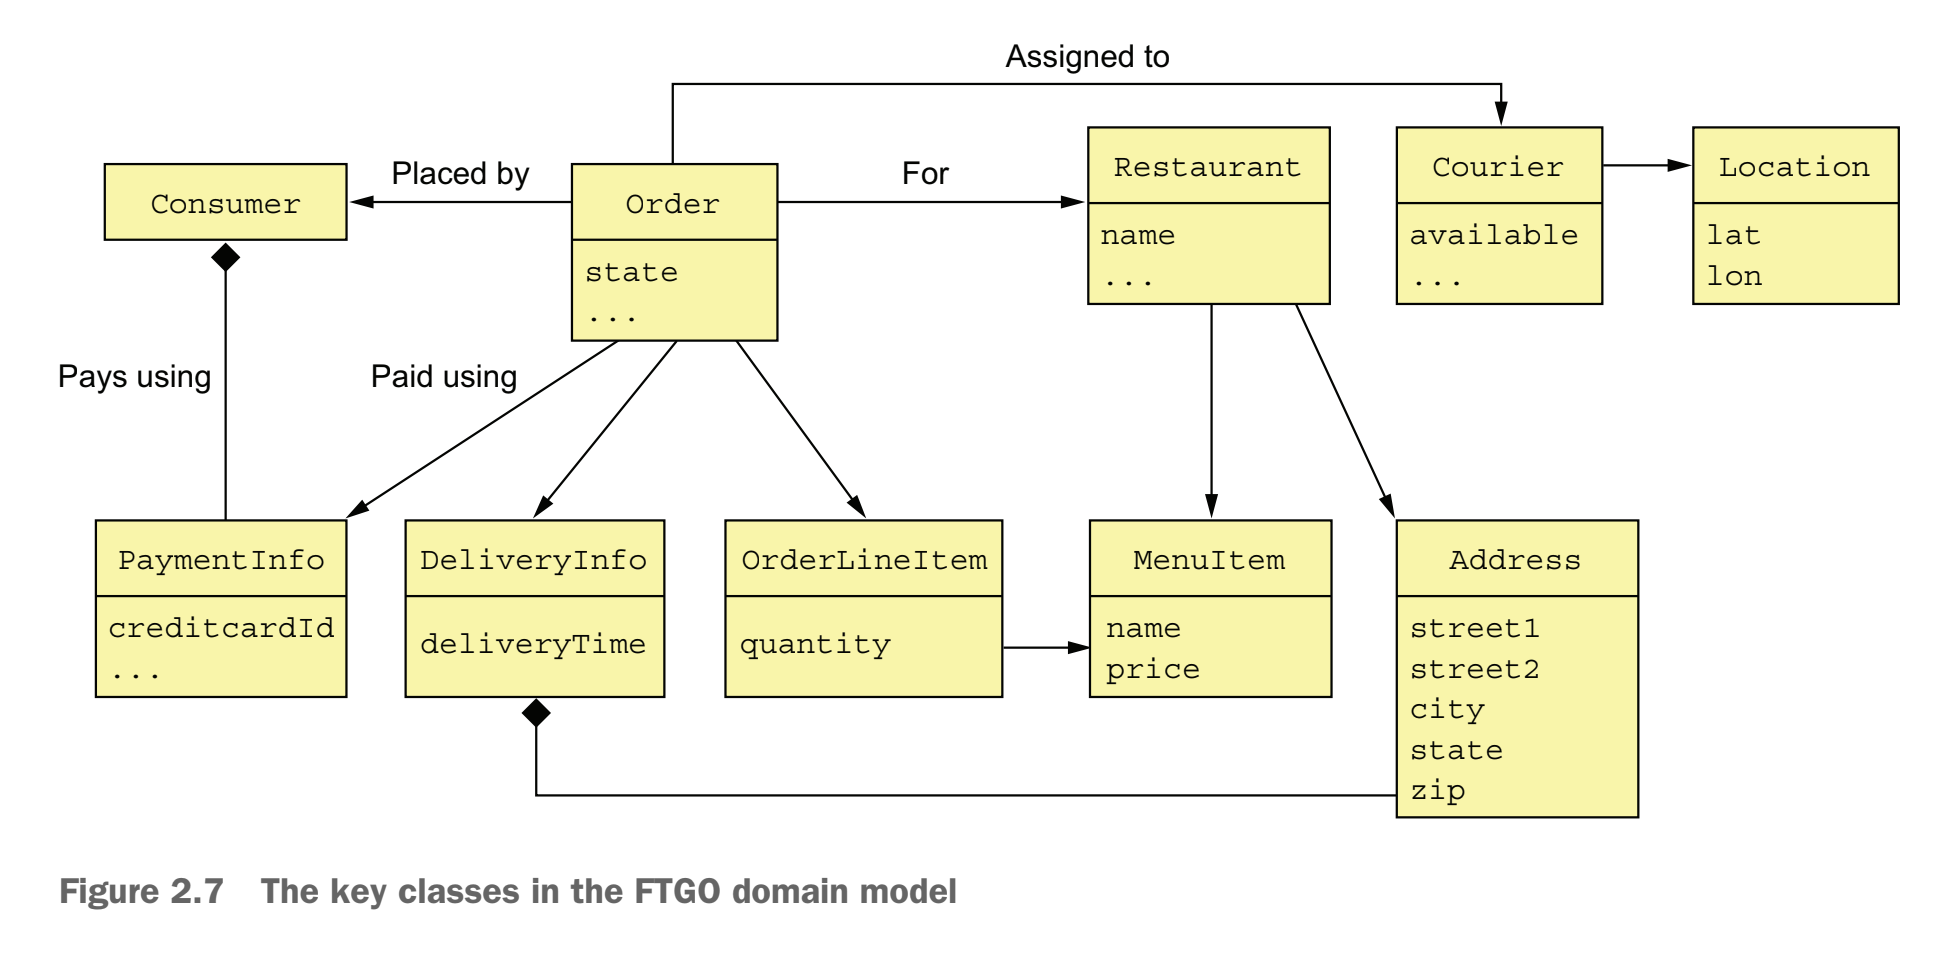 Assigned to
Placed by
For
Consumer
Order
state
...
Restaurant
name
...
Courier
available
...
Location
lat
lon
Pays using
Paid using
PaymentInfo
creditcardId
...
DeliveryInfo
deliveryTime
OrderLineItem
quantity
MenuItem
name
price
Address
street1
street2
city
state
zip
Figure 2.7 The key classes in the FTGO domain model